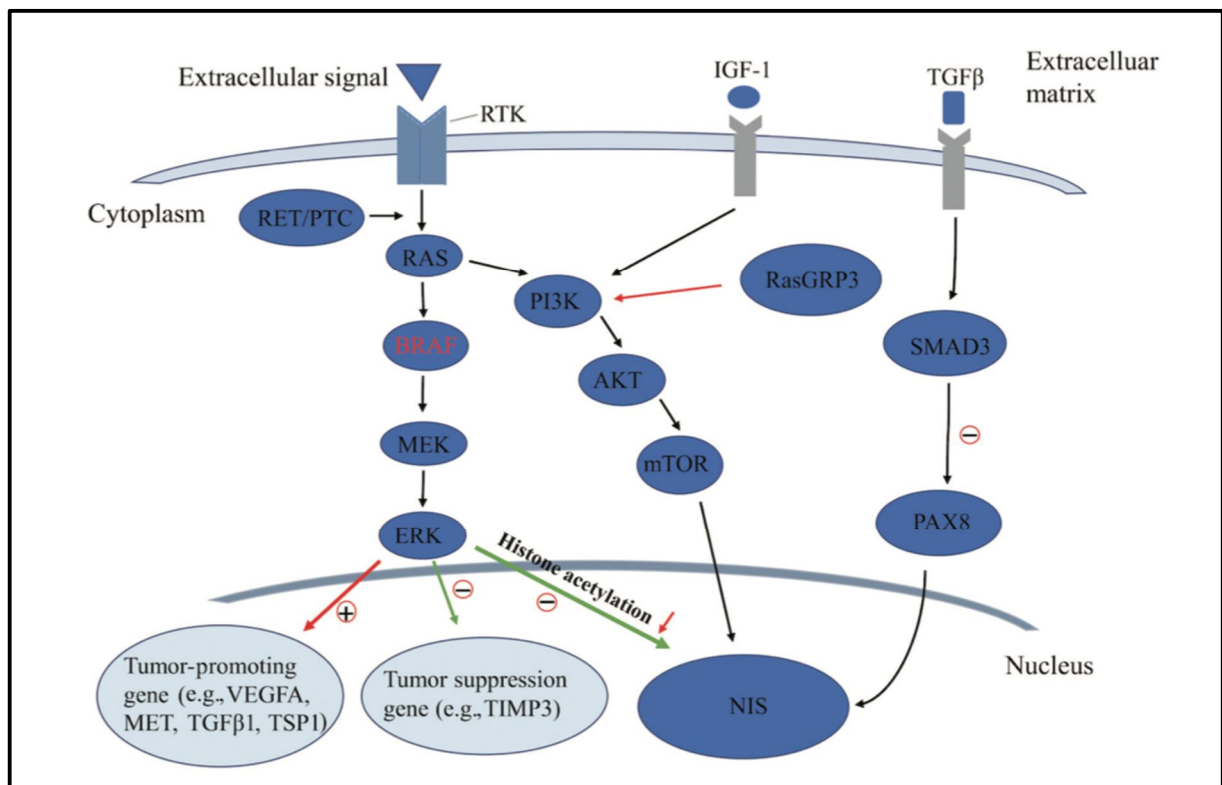 Extracellular signal
RTK
IGF-1
TGFβ
Extracelluar
matrix
Cytoplasm
RET/PTC
RAS
PI3K
RasGRP3
BRAF
AKT
SMAD3
MEK
mTOR
−
PAX8
ERK
Histone acetylation
+
−
−
Tumor-promoting
gene (e.g., VEGFA,
MET, TGFβ1, TSP1)
Tumor suppression
gene (e.g., TIMP3)
NIS
Nucleus